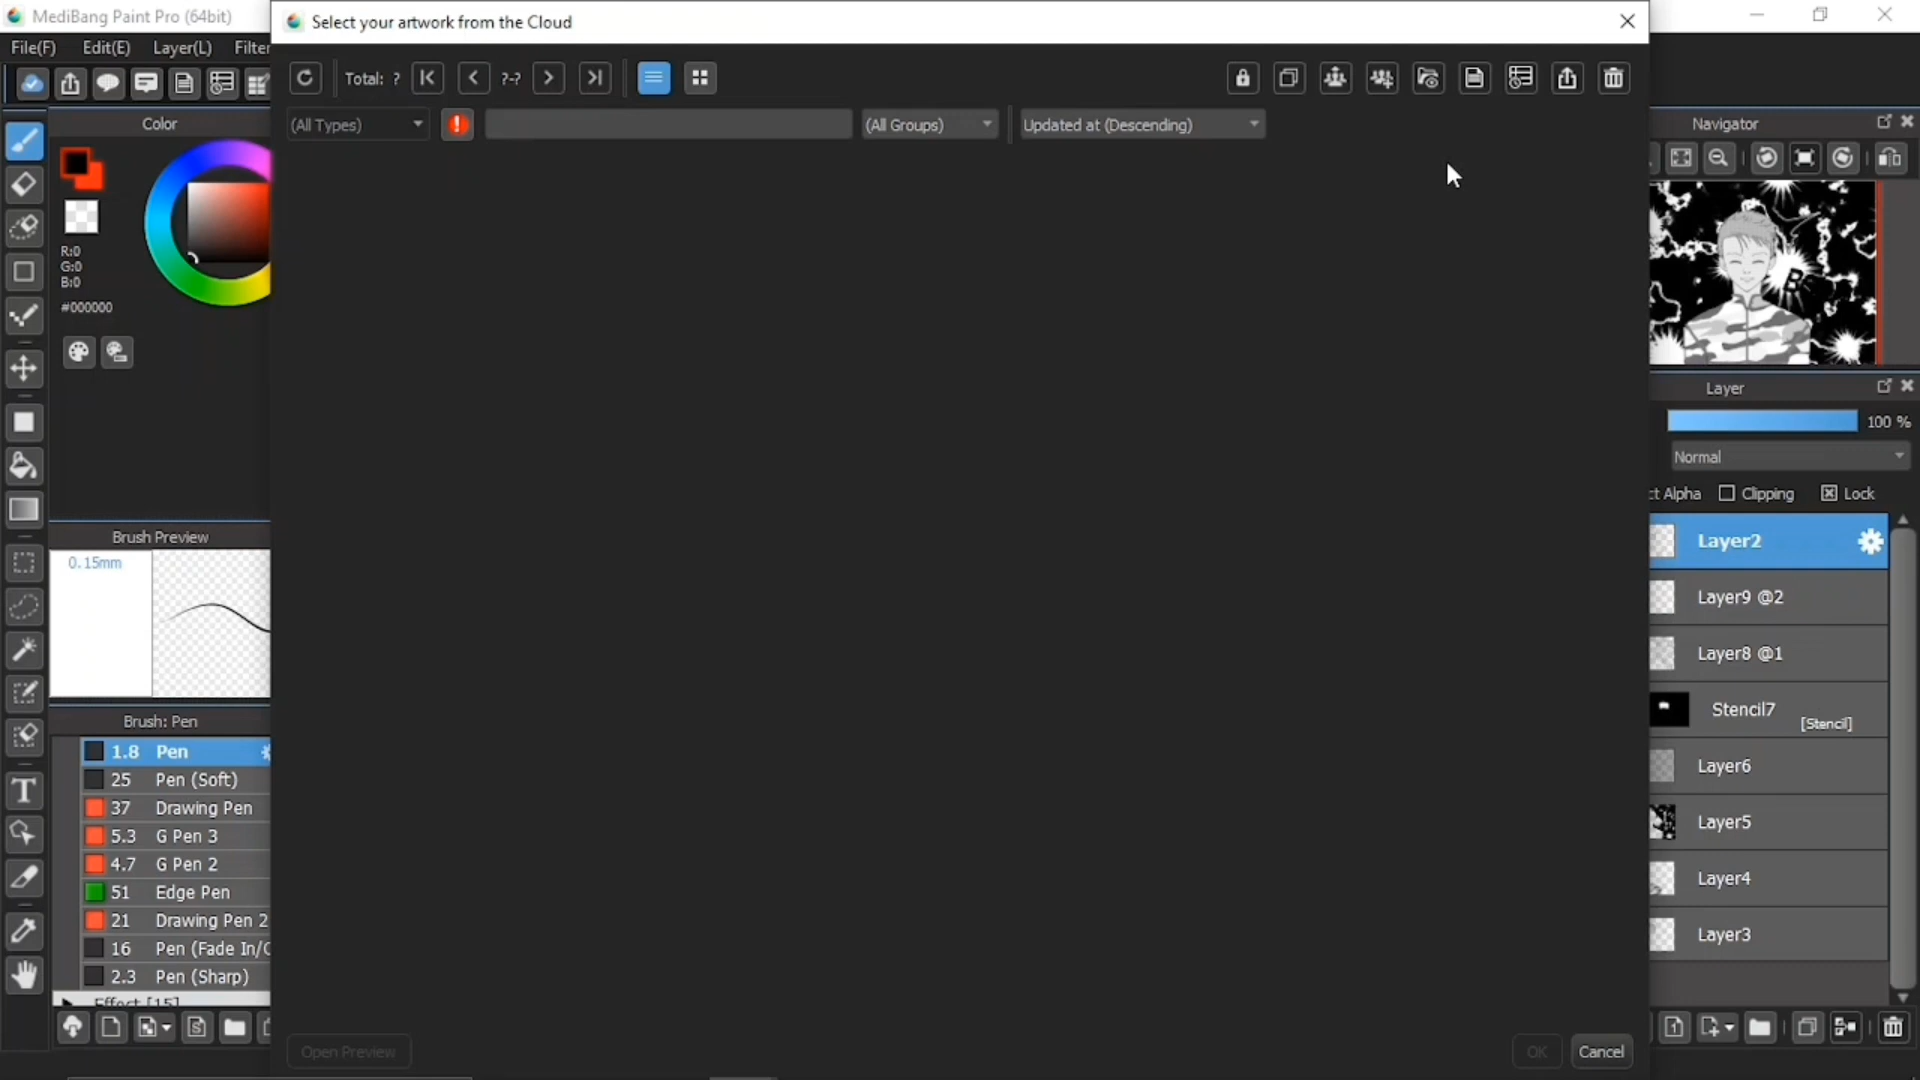 MediBang Paint Pro (64bit)
Select your artwork from the Cloud
File(F) Edit(E) Layer(L) Filter
Total: ? ?-?
(All Types) (All Groups) Updated at (Descending)
Color
R:0
G:0
B:0
#000000
Brush Preview
0.15mm
Brush: Pen
1.8 Pen
25 Pen (Soft)
37 Drawing Pen
5.3 G Pen 3
4.7 G Pen 2
51 Edge Pen
21 Drawing Pen 2
16 Pen (Fade In/O
2.3 Pen (Sharp)
Effect [15]
Open Preview
OK Cancel
Navigator
B
Layer
100 %
Normal
ct Alpha Clipping Lock
Layer2
Layer9 @2
Layer8 @1
Stencil7
[Stencil]
Layer6
Layer5
Layer4
Layer3